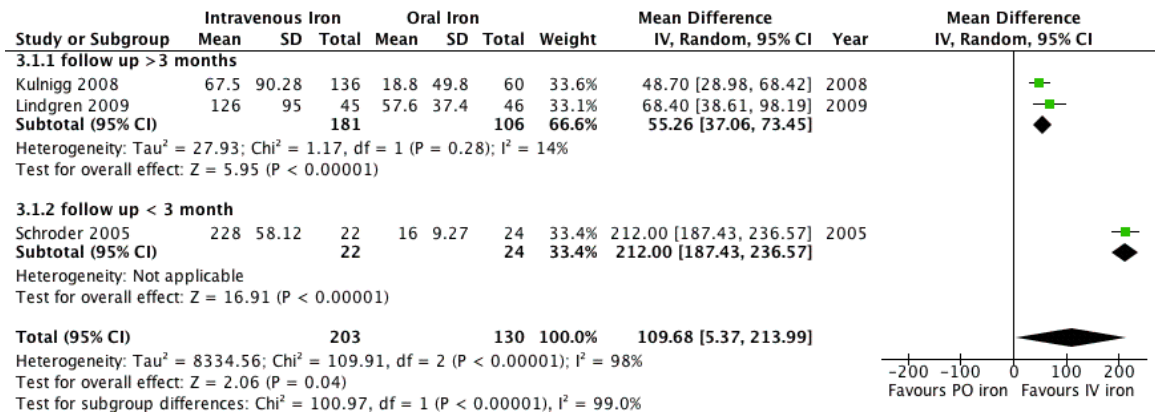 Intravenous Iron Oral Iron Mean Difference Mean Difference
Study or Subgroup Mean SD Total Mean SD Total Weight IV, Random, 95% CI Year IV, Random, 95% CI
3.1.1 follow up >3 months
Kulnigg 2008 67.5 90.28 136 18.8 49.8 60 33.6% 48.70 [28.98, 68.42] 2008
Lindgren 2009 126 95 45 57.6 37.4 46 33.1% 68.40 [38.61, 98.19] 2009
Subtotal (95% CI) 181 106 66.6% 55.26 [37.06, 73.45]
Heterogeneity: Tau² = 27.93; Chi² = 1.17, df = 1 (P = 0.28); I² = 14%
Test for overall effect: Z = 5.95 (P < 0.00001)
3.1.2 follow up < 3 month
Schroder 2005 228 58.12 22 16 9.27 24 33.4% 212.00 [187.43, 236.57] 2005
Subtotal (95% CI) 22 24 33.4% 212.00 [187.43, 236.57]
Heterogeneity: Not applicable
Test for overall effect: Z = 16.91 (P < 0.00001)
Total (95% CI) 203 130 100.0% 109.68 [5.37, 213.99]
Heterogeneity: Tau² = 8334.56; Chi² = 109.91, df = 2 (P < 0.00001); I² = 98%
Test for overall effect: Z = 2.06 (P = 0.04)
Test for subgroup differences: Chi² = 100.97, df = 1 (P < 0.00001), I² = 99.0%
-200 -100 0 100 200
Favours PO iron Favours IV iron